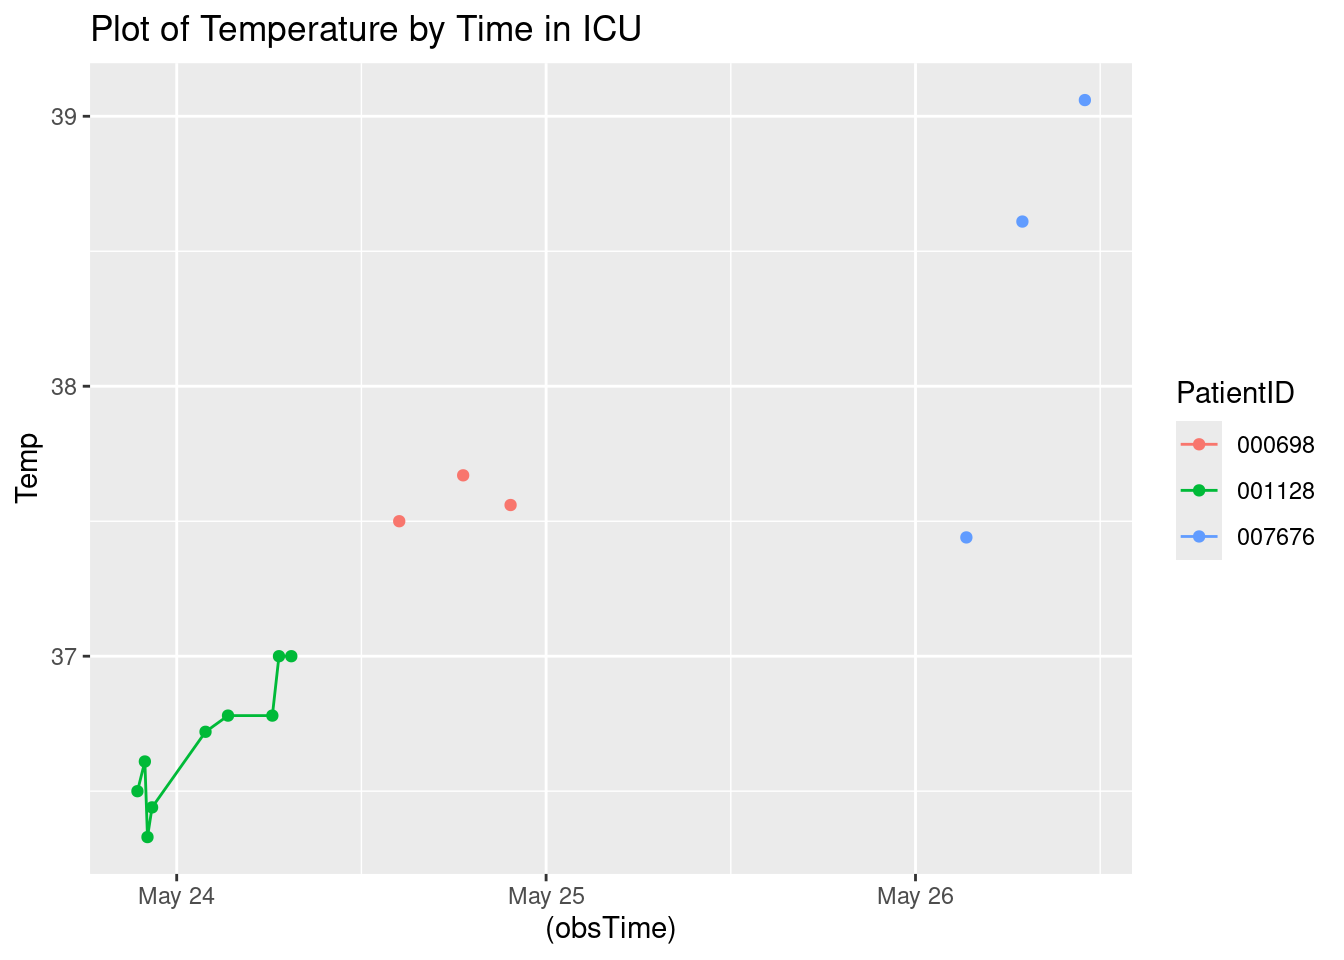 Plot of Temperature by Time in ICU
39
38
37
Temp
May 24
May 25
May 26
(obsTime)
PatientID
000698
001128
007676